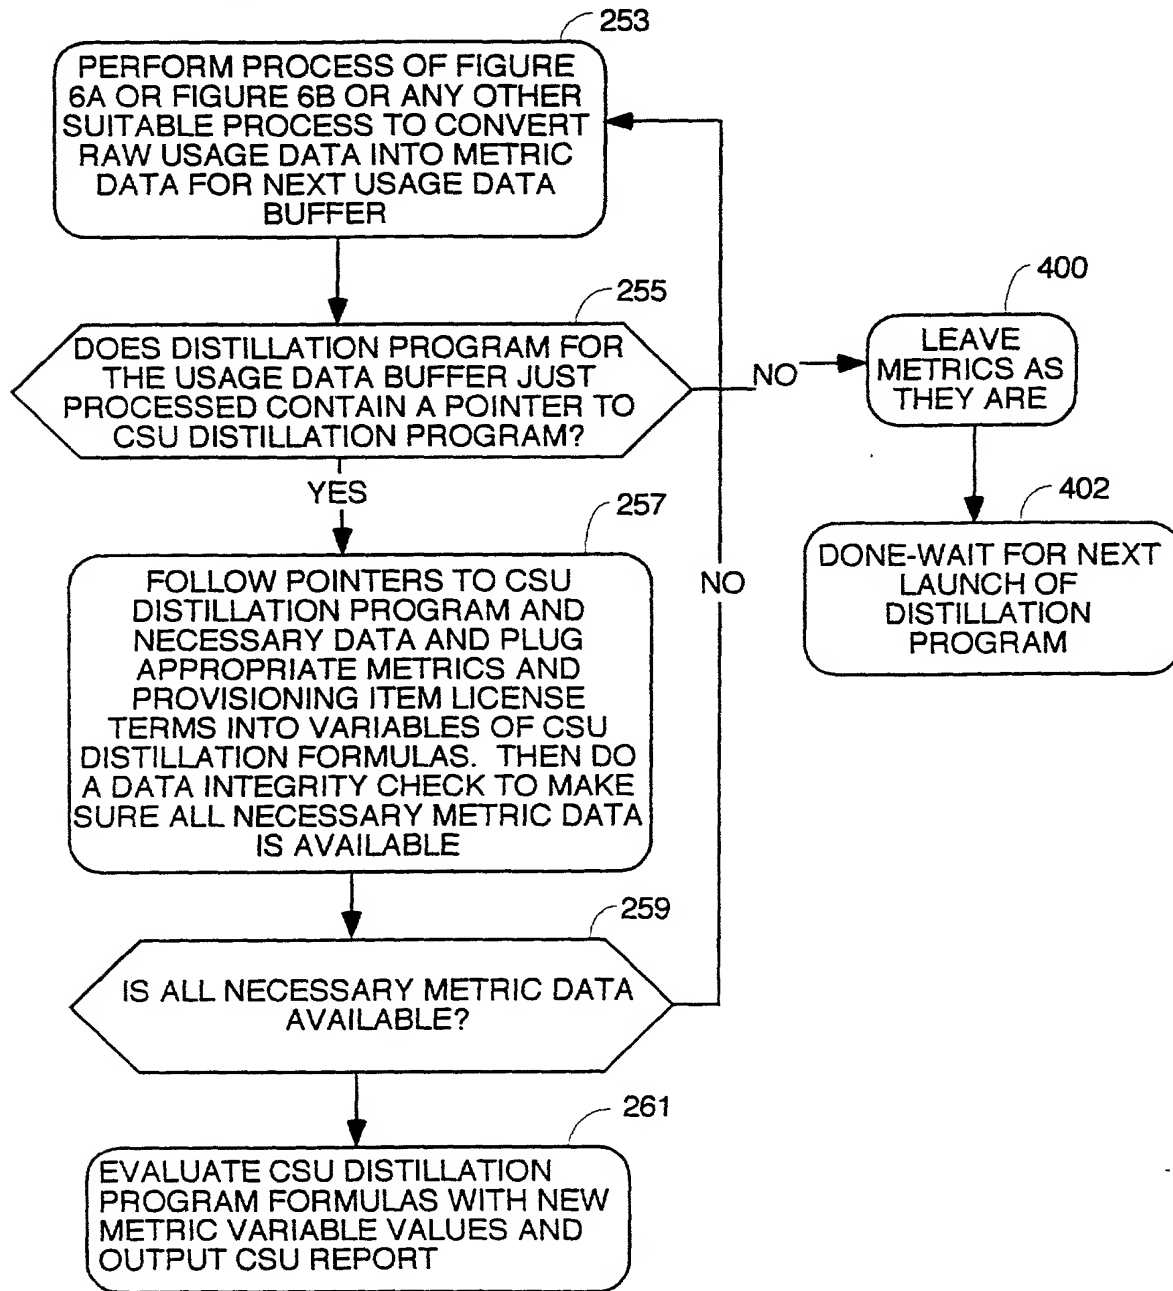 253
PERFORM PROCESS OF FIGURE
6A OR FIGURE 6B OR ANY OTHER
SUITABLE PROCESS TO CONVERT
RAW USAGE DATA INTO METRIC
DATA FOR NEXT USAGE DATA
BUFFER
255
DOES DISTILLATION PROGRAM FOR
THE USAGE DATA BUFFER JUST
PROCESSED CONTAIN A POINTER TO
CSU DISTILLATION PROGRAM?
NO
400
LEAVE
METRICS AS
THEY ARE
402
DONE-WAIT FOR NEXT
LAUNCH OF
DISTILLATION
PROGRAM
YES
257
FOLLOW POINTERS TO CSU
DISTILLATION PROGRAM AND
NECESSARY DATA AND PLUG
APPROPRIATE METRICS AND
PROVISIONING ITEM LICENSE
TERMS INTO VARIABLES OF CSU
DISTILLATION FORMULAS. THEN DO
A DATA INTEGRITY CHECK TO MAKE
SURE ALL NECESSARY METRIC DATA
IS AVAILABLE
NO
259
IS ALL NECESSARY METRIC DATA
AVAILABLE?
261
EVALUATE CSU DISTILLATION
PROGRAM FORMULAS WITH NEW
METRIC VARIABLE VALUES AND
OUTPUT CSU REPORT